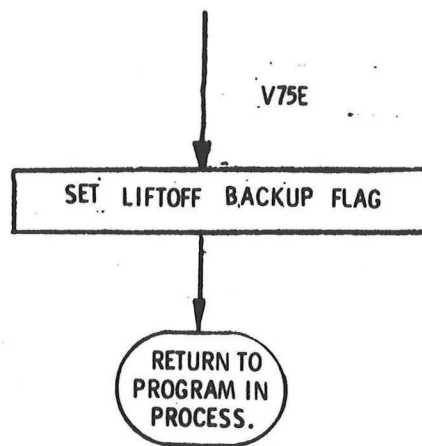 V75E
SET LIFTOFF BACKUP FLAG
RETURN TO
PROGRAM IN
PROCESS.